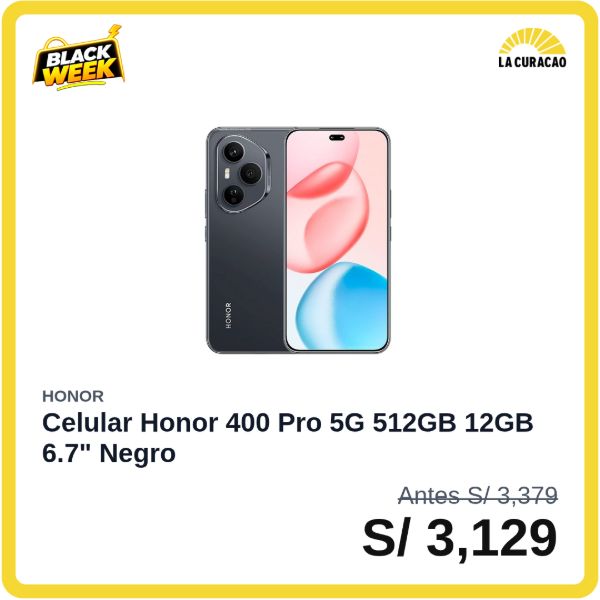 BLACK
WEEK
LA CURACAO
HONOR
HONOR
Celular Honor 400 Pro 5G 512GB 12GB
6.7" Negro
Antes S/ 3,379
S/ 3,129